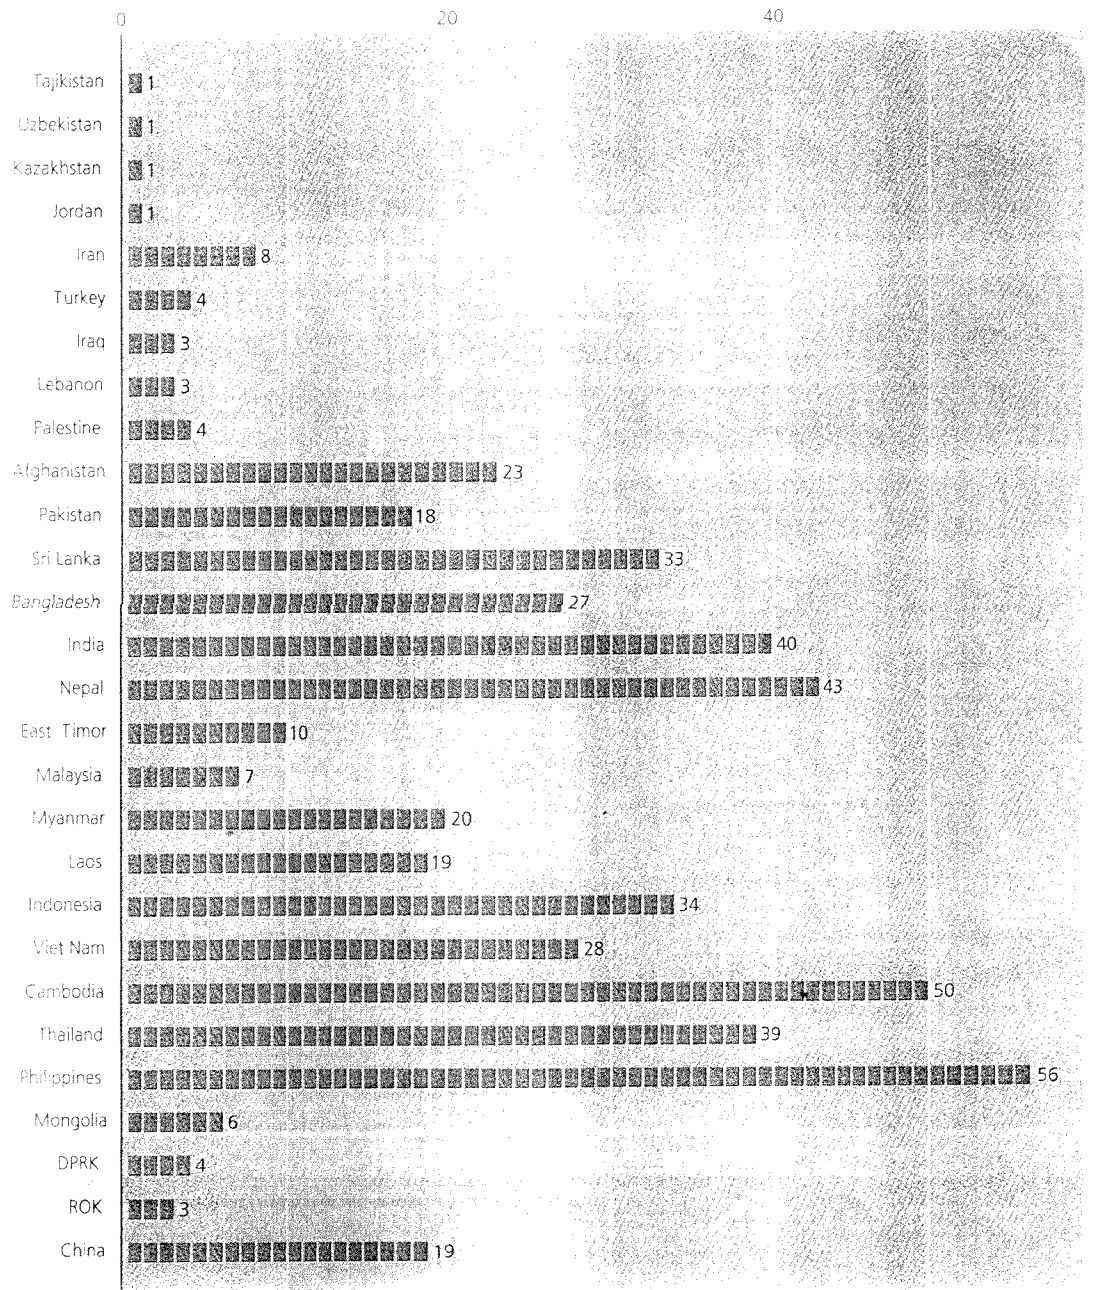 0 20 40
Tajikistan 1
Uzbekistan 1
Kazakhstan 1
Jordan 1
Iran 8
Turkey 4
Iraq 3
Lebanon 3
Palestine 4
Afghanistan 23
Pakistan 18
Sri Lanka 33
Bangladesh 27
India 40
Nepal 43
East Timor 10
Malaysia 7
Myanmar 20
Laos 19
Indonesia 34
Viet Nam 28
Cambodia 50
Thailand 39
Philippines 56
Mongolia 6
DPRK 4
ROK 3
China 19